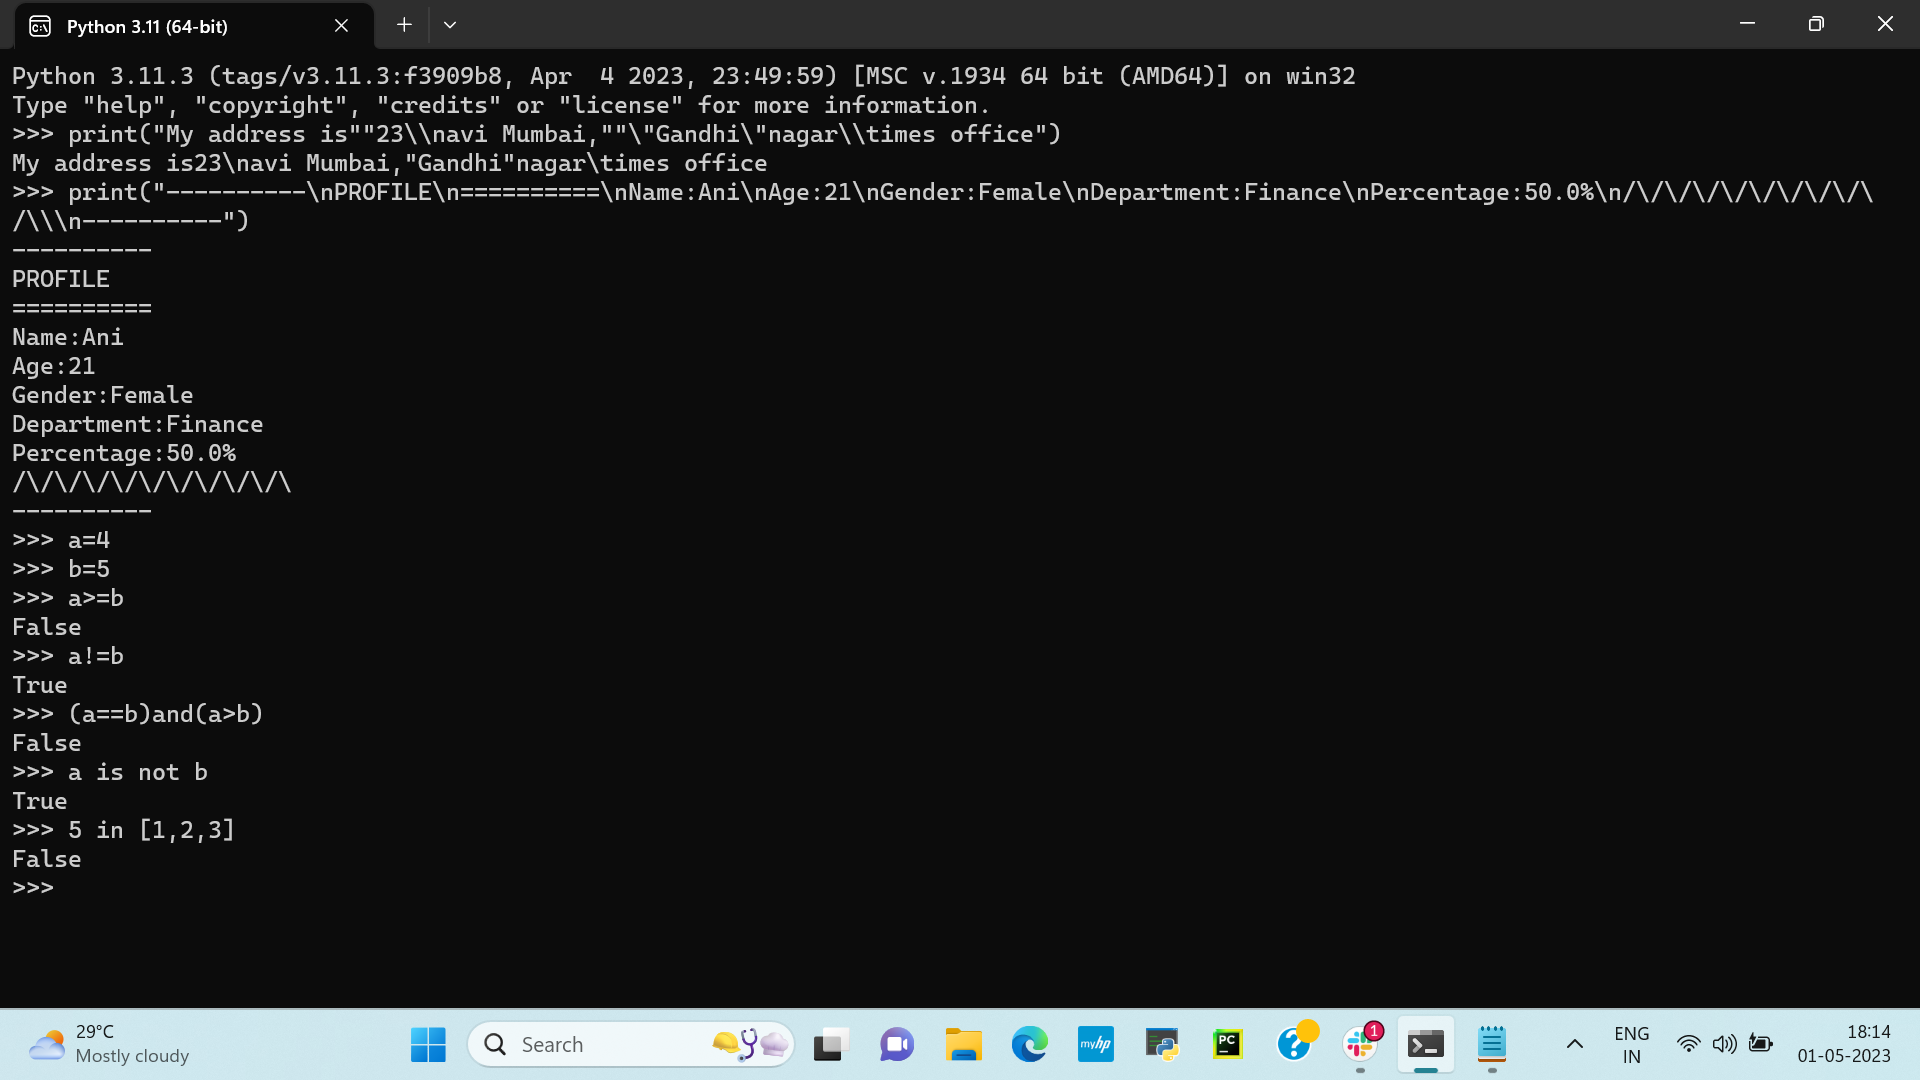 Python 3.11 (64-bit)
Python 3.11.3 (tags/v3.11.3:f3909b8, Apr  4 2023, 23:49:59) [MSC v.1934 64 bit (AMD64)] on win32
Type "help", "copyright", "credits" or "license" for more information.
>>> print("My address is""23\\navi Mumbai,""\"Gandhi\"nagar\\times office")
My address is23\navi Mumbai,"Gandhi"nagar\times office
>>> print("----------\nPROFILE\n==========\nName:Ani\nAge:21\nGender:Female\nDepartment:Finance\nPercentage:50.0%\n/\/\/\/\/\/\/\/\/\
/\\\n----------")
----------
PROFILE
==========
Name:Ani
Age:21
Gender:Female
Department:Finance
Percentage:50.0%
/\/\/\/\/\/\/\/\/\/\
----------
>>> a=4
>>> b=5
>>> a>=b
False
>>> a!=b
True
>>> (a==b)and(a>b)
False
>>> a is not b
True
>>> 5 in [1,2,3]
False
>>>
29°C
Mostly cloudy
Search
myhp
PC
1
ENG
IN
18:14
01-05-2023